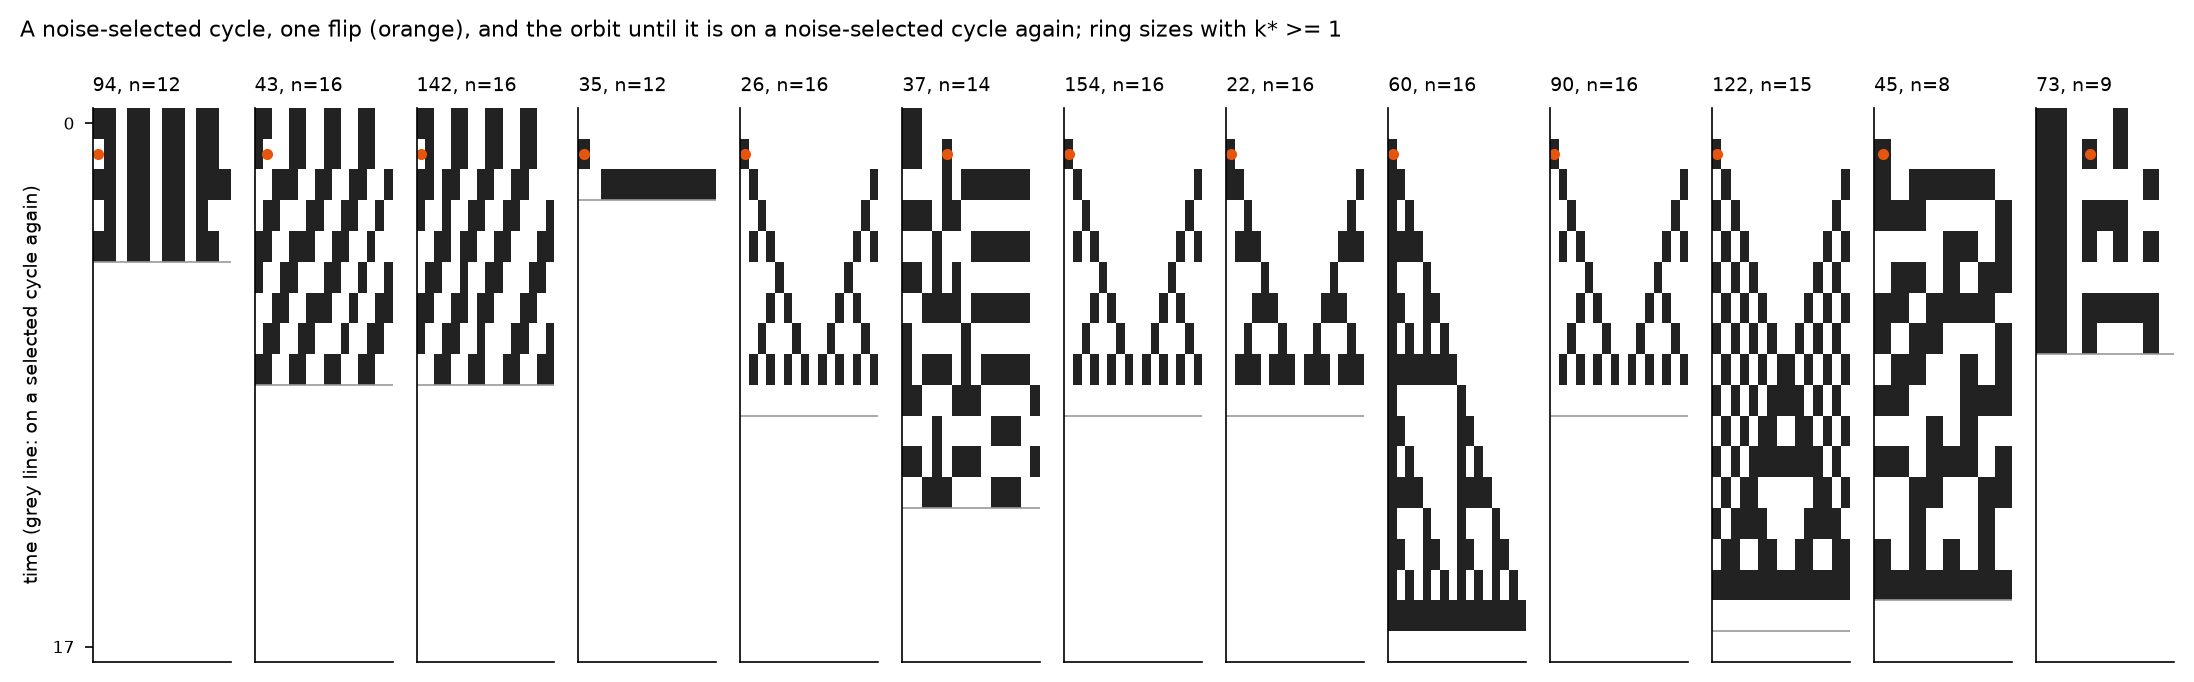 A noise-selected cycle, one flip (orange), and the orbit until it is on a noise-selected cycle again; ring sizes with k* >= 1
94, n=12
43, n=16
142, n=16
35, n=12
26, n=16
37, n=14
154, n=16
22, n=16
60, n=16
90, n=16
122, n=15
45, n=8
73, n=9
0
17
time (grey line: on a selected cycle again)